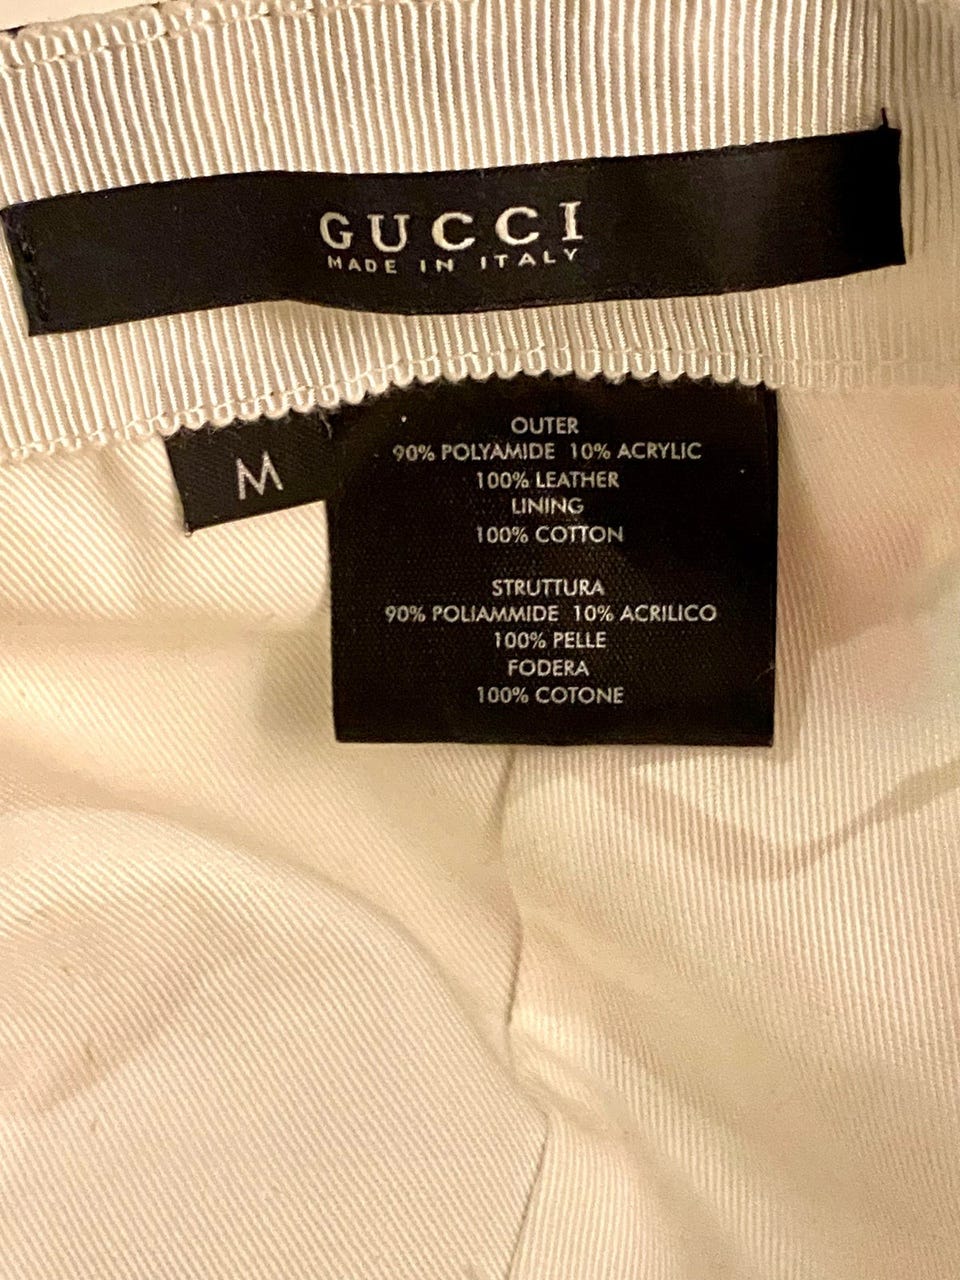 GUCCI
MADE IN ITALY
M
OUTER
90% POLYAMIDE 10% ACRYLIC
100% LEATHER
LINING
100% COTTON
STRUTTURA
90% POLIAMMIDE 10% ACRILICO
100% PELLE
FODERA
100% COTONE